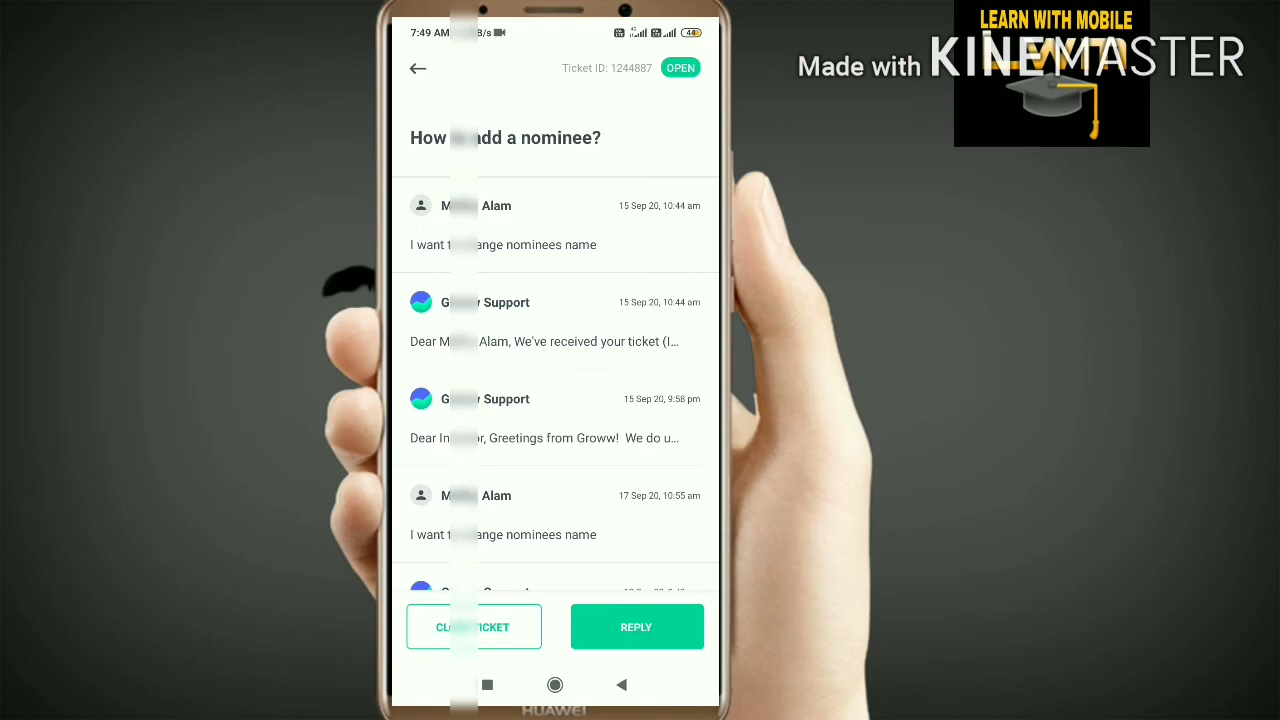 7:49 AM
B/s
44
Ticket ID: 1244887 OPEN
How add a nominee?
Alam 15 Sep 20, 10:44 am
I want nominees name
Support 15 Sep 20, 10:44 am
Dear Alam, We've received your ticket (I...
Support 15 Sep 20, 9:58 pm
Dear Greetings from Groww! We do u...
Alam 17 Sep 20, 10:55 am
I want nominees name
TICKET
REPLY
HUAWEI
LEARN WITH MOBILE
Made with KINEMASTER